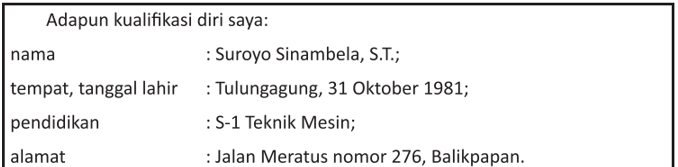 Adapun kualifikasi diri saya:
nama : Suroyo Sinambela, S.T.;
tempat, tanggal lahir : Tulungagung, 31 Oktober 1981;
pendidikan : S-1 Teknik Mesin;
alamat : Jalan Meratus nomor 276, Balikpapan.